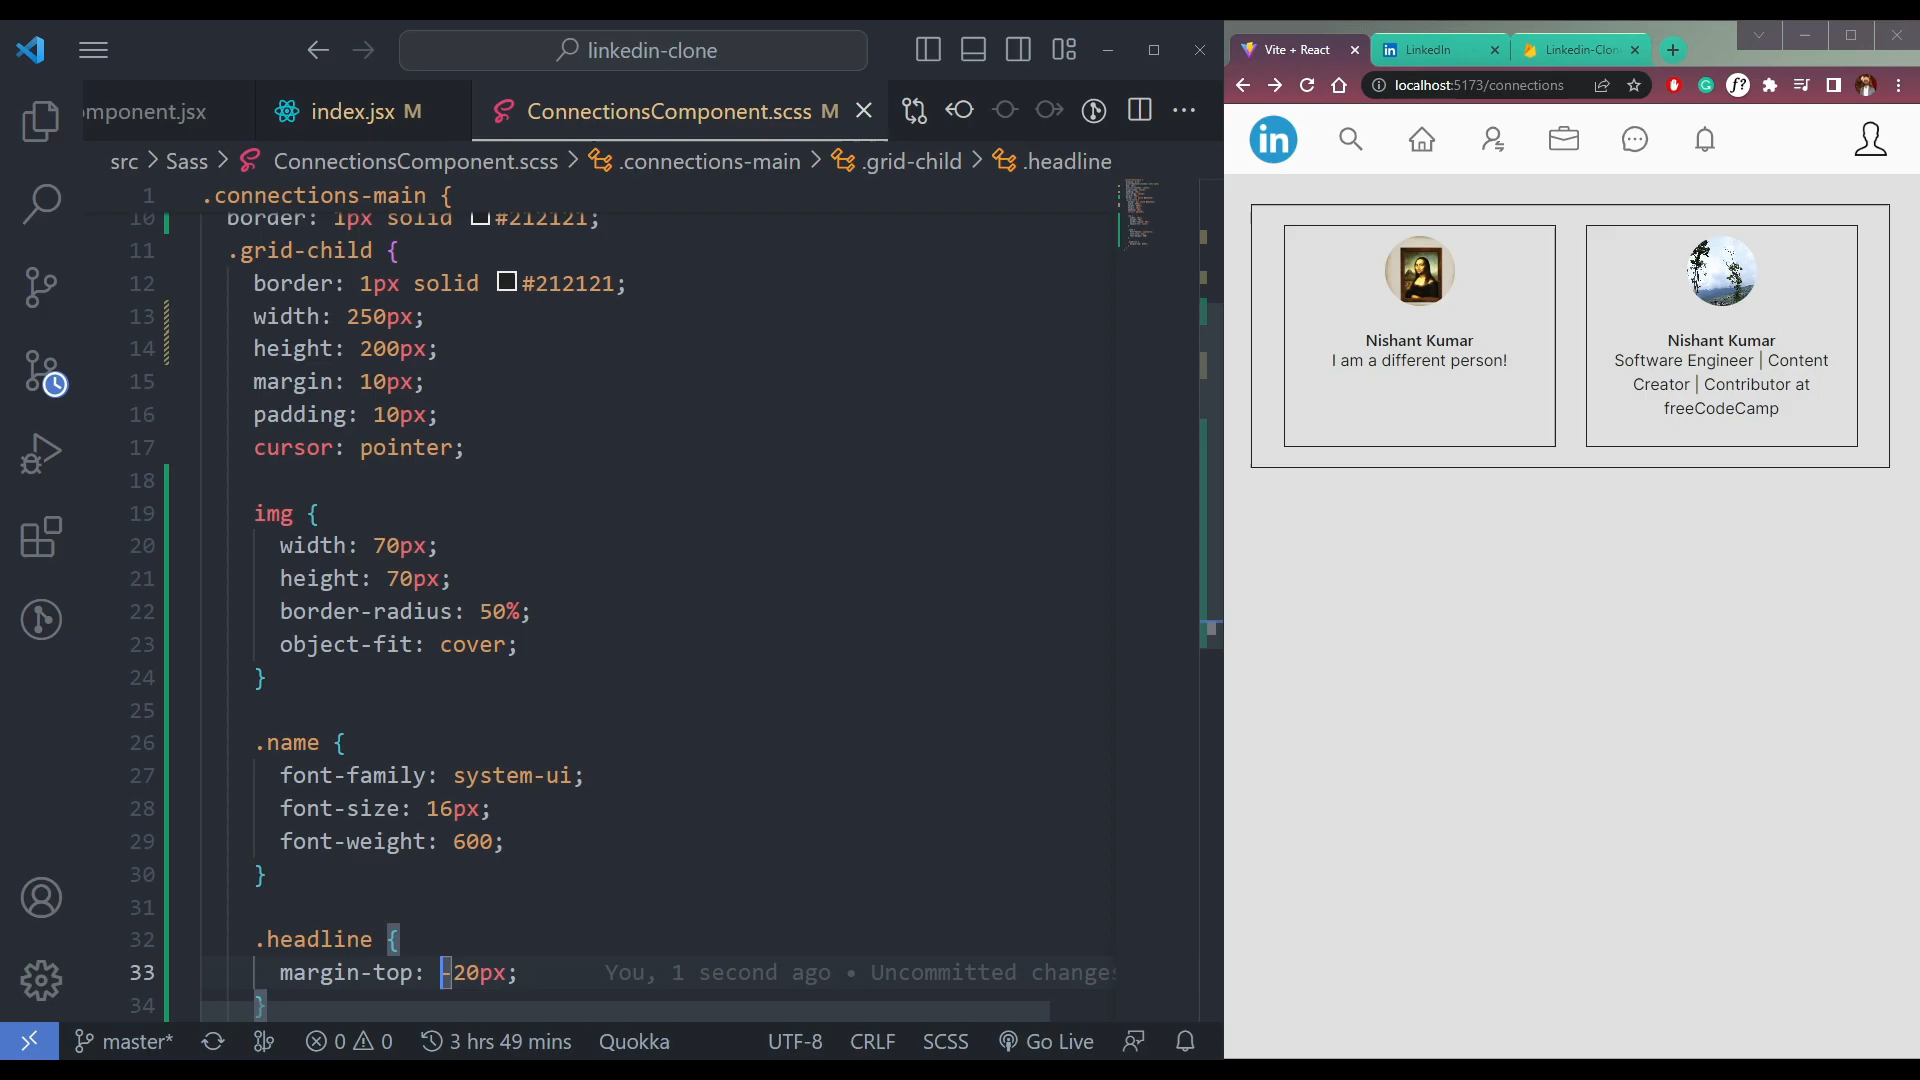 linkedin-clone
omponent.jsx
index.jsx M
ConnectionsComponent.scss M
src > Sass > ConnectionsComponent.scss > .connections-main > .grid-child > .headline
1 .connections-main {
10 border: 1px solid #212121;
11 .grid-child {
12 border: 1px solid #212121;
13 width: 250px;
14 height: 200px;
15 margin: 10px;
16 padding: 10px;
17 cursor: pointer;
18
19 img {
20 width: 70px;
21 height: 70px;
22 border-radius: 50%;
23 object-fit: cover;
24 }
25
26 .name {
27 font-family: system-ui;
28 font-size: 16px;
29 font-weight: 600;
30 }
31
32 .headline {
33 margin-top: -20px; You, 1 second ago • Uncommitted changes
34 }
master* 0 0 3 hrs 49 mins Quokka UTF-8 CRLF SCSS Go Live
Vite + React
LinkedIn
Linkedin-Clon
localhost:5173/connections
f?
in
Nishant Kumar
I am a different person!
Nishant Kumar
Software Engineer | Content
Creator | Contributor at
freeCodeCamp